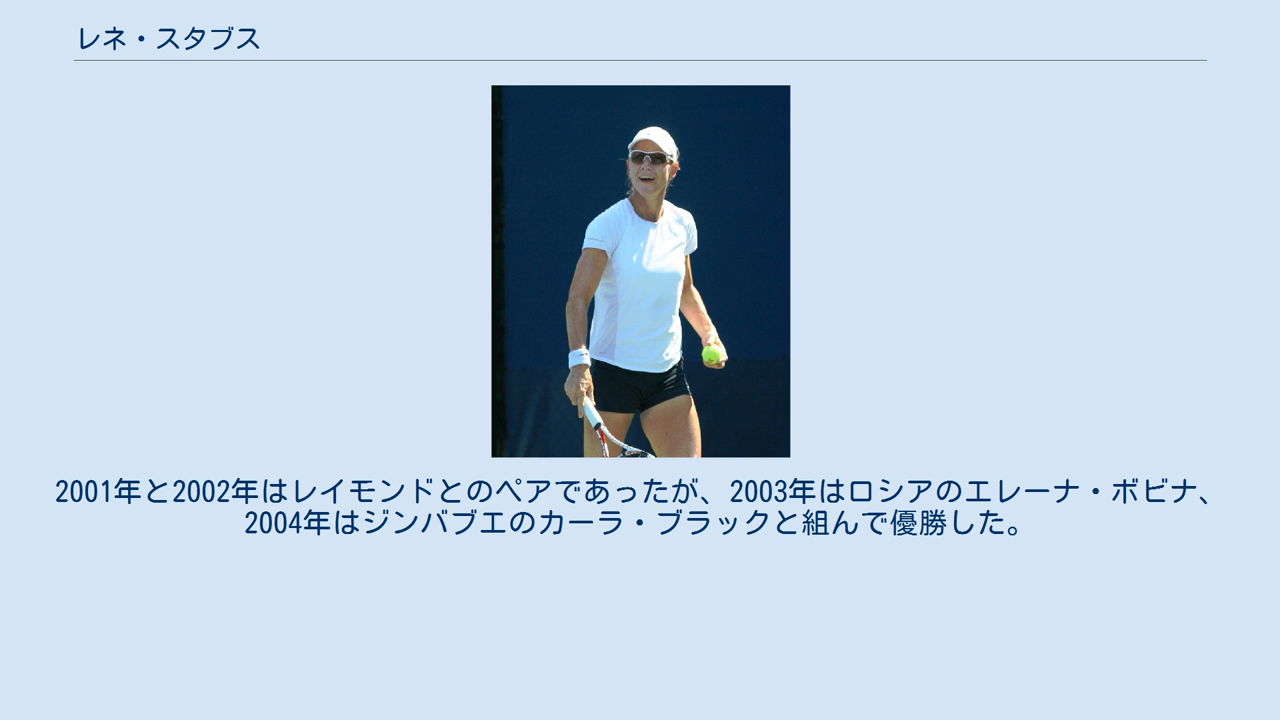 レネ・スタブス
2001年と2002年はレイモンドとのペアであったが、2003年はロシアのエレーナ・ボビナ、
2004年はジンバブエのカーラ・ブラックと組んで優勝した。